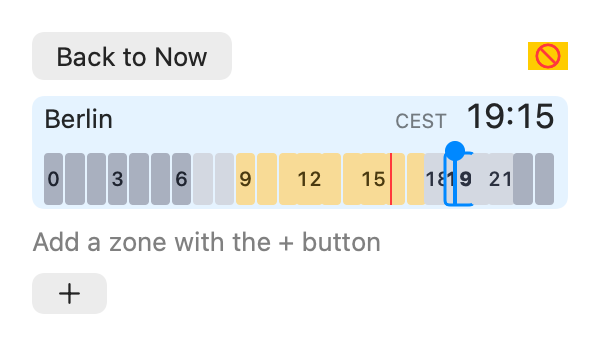 Back to Now
Berlin CEST 19:15
0 3 6 9 12 15 18 19 21
Add a zone with the + button
+